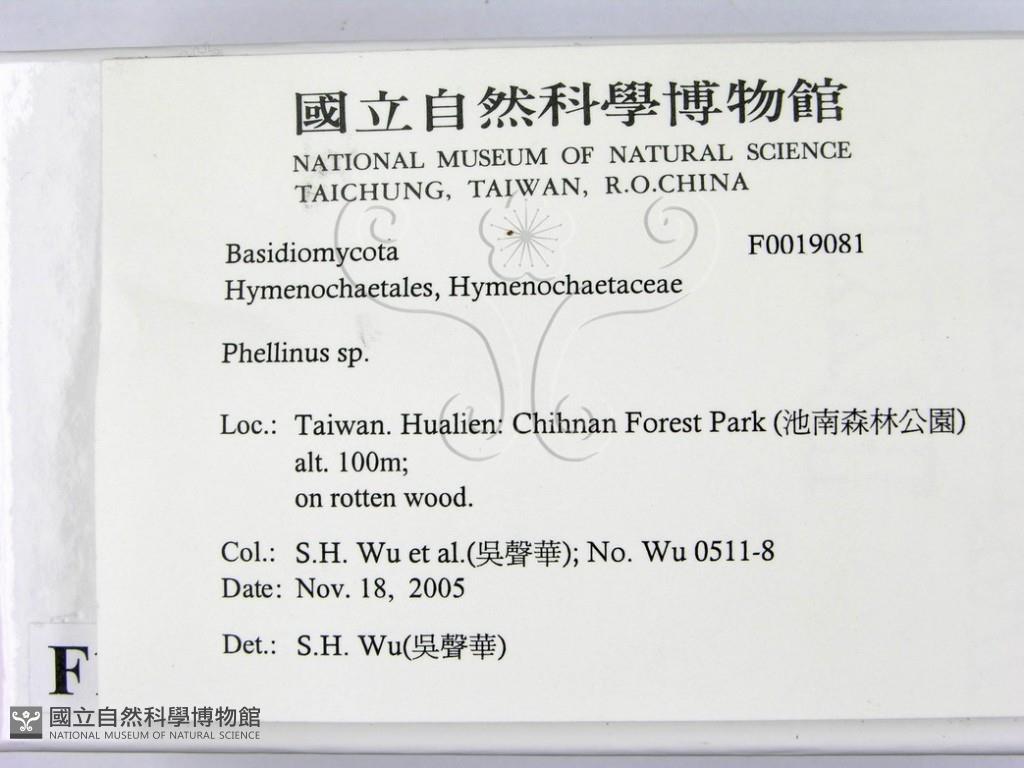 國立自然科學博物館
NATIONAL MUSEUM OF NATURAL SCIENCE
TAICHUNG, TAIWAN, R.O.CHINA
Basidiomycota F0019081
Hymenochaetales, Hymenochaetaceae
Phellinus sp.
Loc.: Taiwan. Hualien: Chihnan Forest Park (池南森林公園)
alt. 100m;
on rotten wood.
Col.: S.H. Wu et al.(吳聲華); No. Wu 0511-8
Date: Nov. 18, 2005
Det.: S.H. Wu(吳聲華)
F
國立自然科學博物館
NATIONAL MUSEUM OF NATURAL SCIENCE